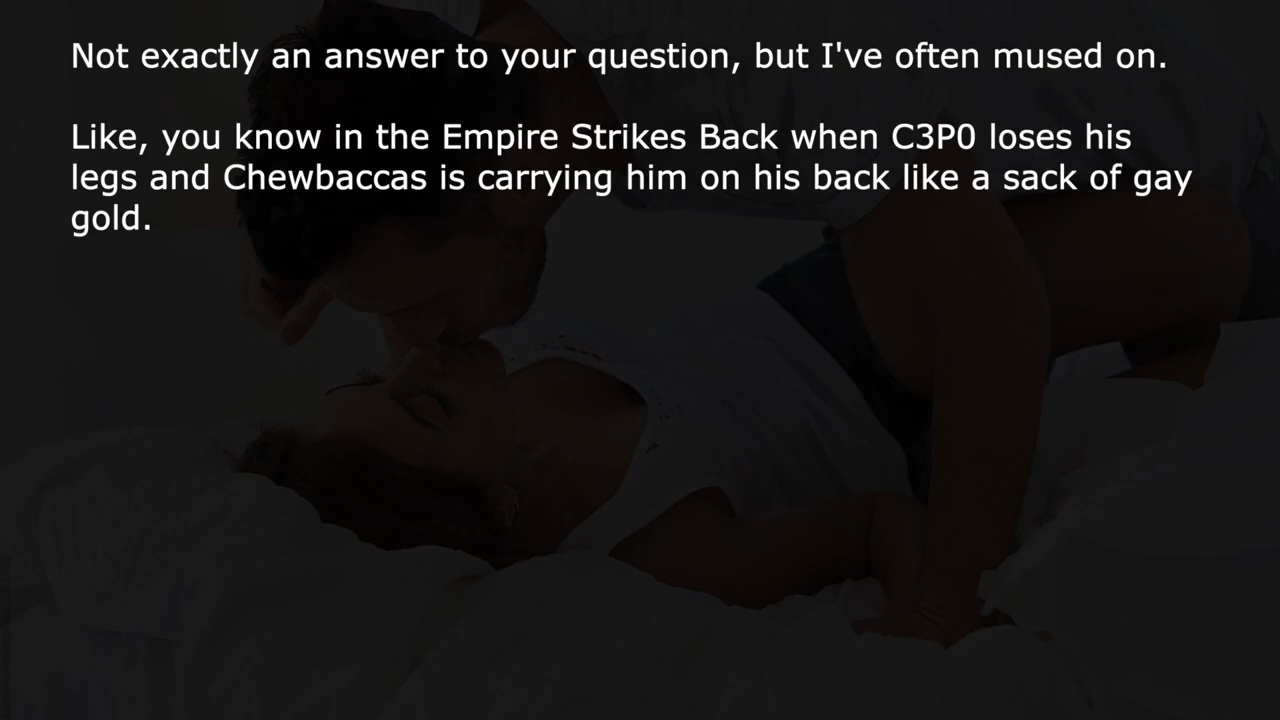 Not exactly an answer to your question, but I've often mused on.
Like, you know in the Empire Strikes Back when C3P0 loses his
legs and Chewbaccas is carrying him on his back like a sack of gay
gold.